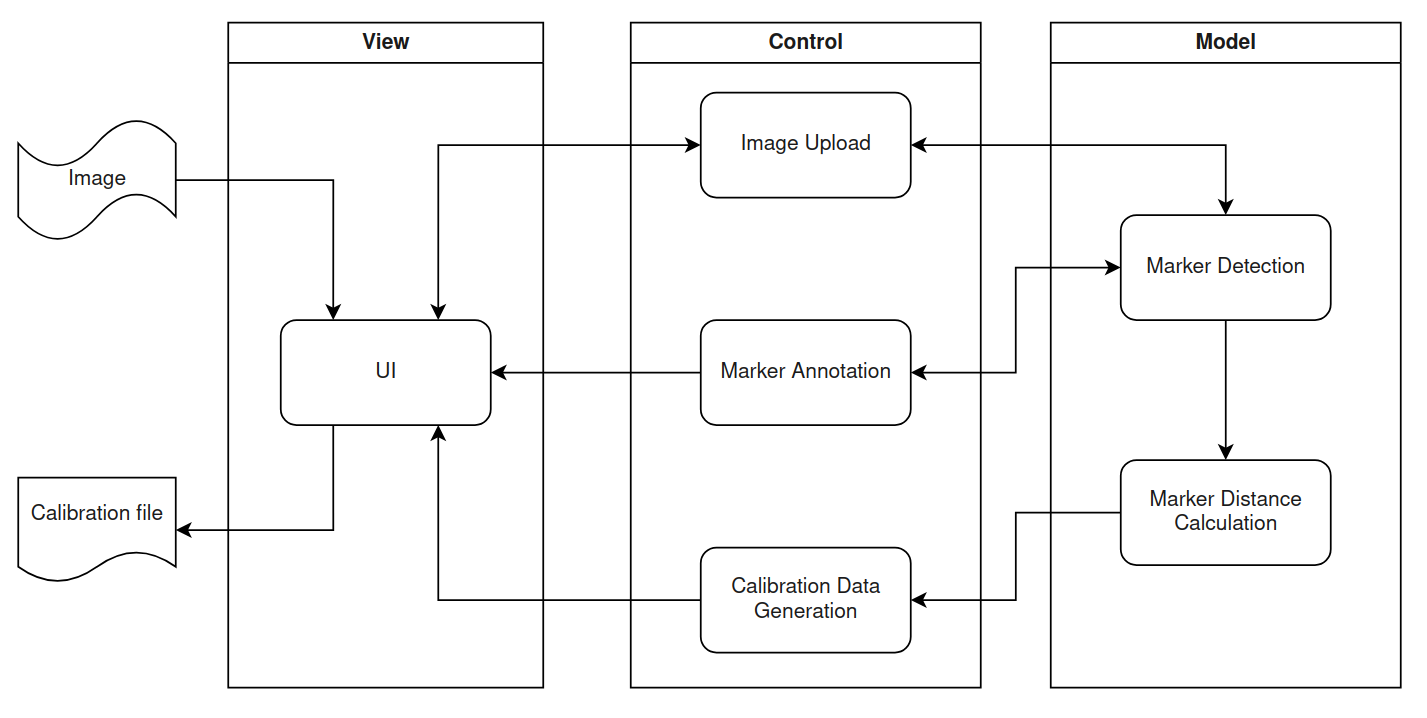 View
Control
Model
Image
Image Upload
Marker Detection
UI
Marker Annotation
Calibration file
Marker Distance
Calculation
Calibration Data
Generation